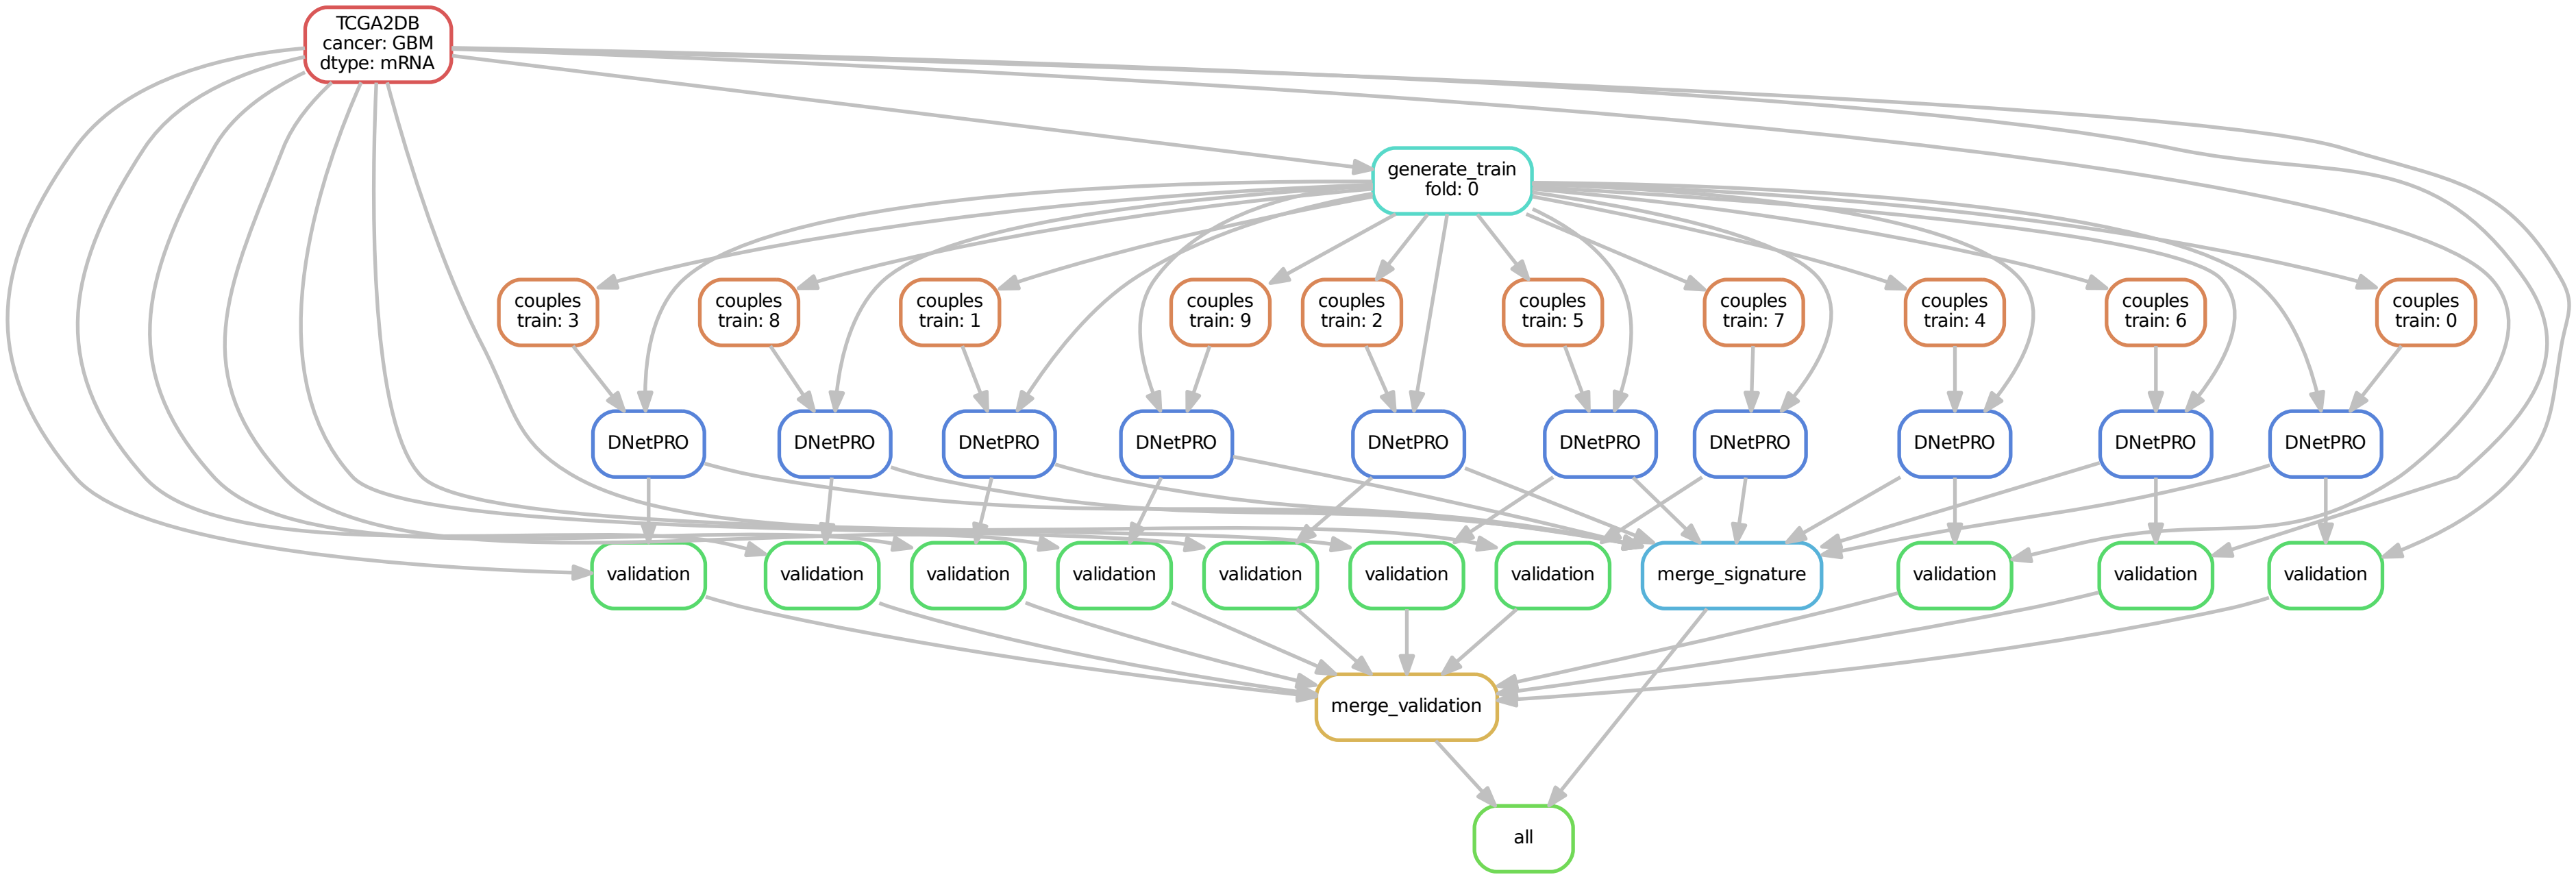 TCGA2DB
cancer: GBM
dtype: mRNA
generate_train
fold: 0
couples
train: 3
couples
train: 8
couples
train: 1
couples
train: 9
couples
train: 2
couples
train: 5
couples
train: 7
couples
train: 4
couples
train: 6
couples
train: 0
DNetPRO
DNetPRO
DNetPRO
DNetPRO
DNetPRO
DNetPRO
DNetPRO
DNetPRO
DNetPRO
DNetPRO
validation
validation
validation
validation
validation
validation
validation
merge_signature
validation
validation
validation
merge_validation
all